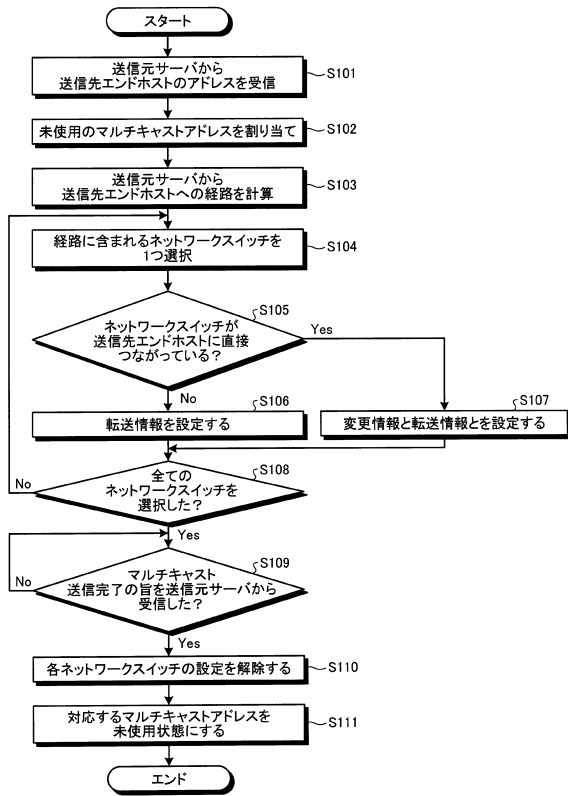 スタート
送信元サーバから
送信先エンドホストのアドレスを受信
S101
未使用のマルチキャストアドレスを割り当て
S102
送信元サーバから
送信先エンドホストへの経路を計算
S103
経路に含まれるネットワークスイッチを
1つ選択
S104
S105
ネットワークスイッチが
送信先エンドホストに直接
つながっている?
Yes
No
S106
転送情報を設定する
S107
変更情報と転送情報とを設定する
S108
全ての
ネットワークスイッチを
選択した?
No
Yes
S109
マルチキャスト
送信完了の旨を送信元サーバから
受信した?
No
Yes
各ネットワークスイッチの設定を解除する
S110
対応するマルチキャストアドレスを
未使用状態にする
S111
エンド